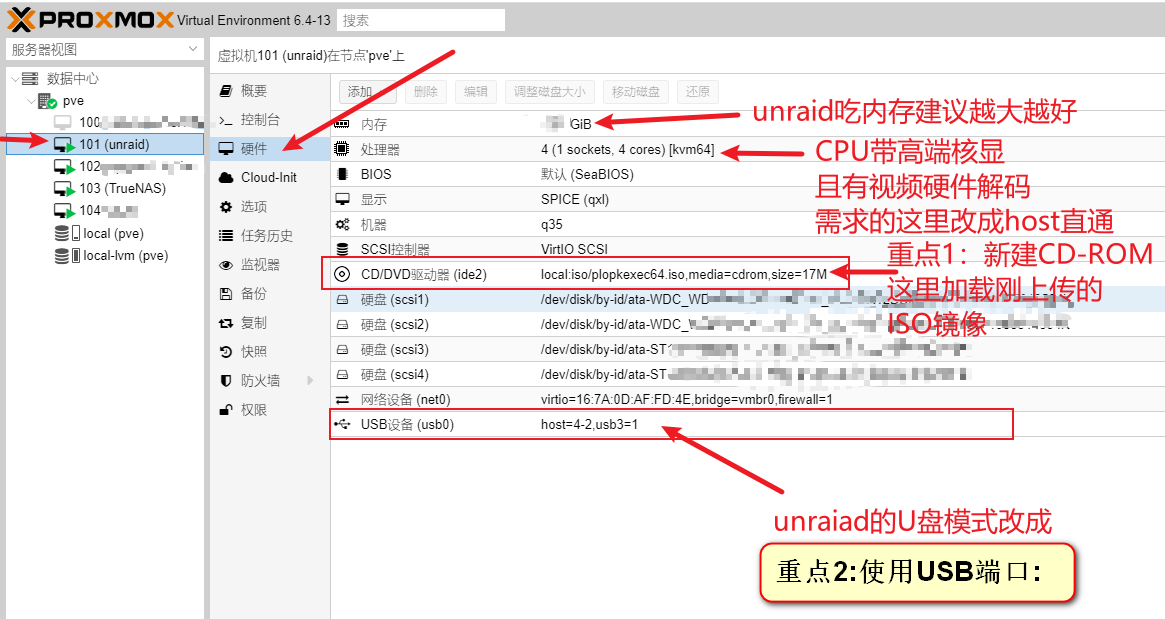 PROXMOX Virtual Environment 6.4-13 搜索
服务器视图
数据中心
pve
100
101 (unraid)
102
103 (TrueNAS)
104
local (pve)
local-lvm (pve)
虚拟机101 (unraid)在节点'pve'上
概要
控制台
硬件
Cloud-Init
选项
任务历史
监视器
备份
复制
快照
防火墙
权限
添加 删除 编辑 调整磁盘大小 移动磁盘 还原
内存 GiB
处理器 4 (1 sockets, 4 cores) [kvm64]
BIOS 默认 (SeaBIOS)
显示 SPICE (qxl)
机器 q35
SCSI控制器 VirtIO SCSI
CD/DVD驱动器 (ide2) local:iso/plopkexec64.iso,media=cdrom,size=17M
硬盘 (scsi1) /dev/disk/by-id/ata-WDC_WD
硬盘 (scsi2) /dev/disk/by-id/ata-WDC_
硬盘 (scsi3) /dev/disk/by-id/ata-ST
硬盘 (scsi4) /dev/disk/by-id/ata-ST
网络设备 (net0) virtio=16:7A:0D:AF:FD:4E,bridge=vmbr0,firewall=1
USB设备 (usb0) host=4-2,usb3=1
unraid吃内存建议越大越好
CPU带高端核显
且有视频硬件解码
需求的这里改成host直通
重点1：新建CD-ROM
这里加载刚上传的
ISO镜像
unraiad的U盘模式改成
重点2:使用USB端口: